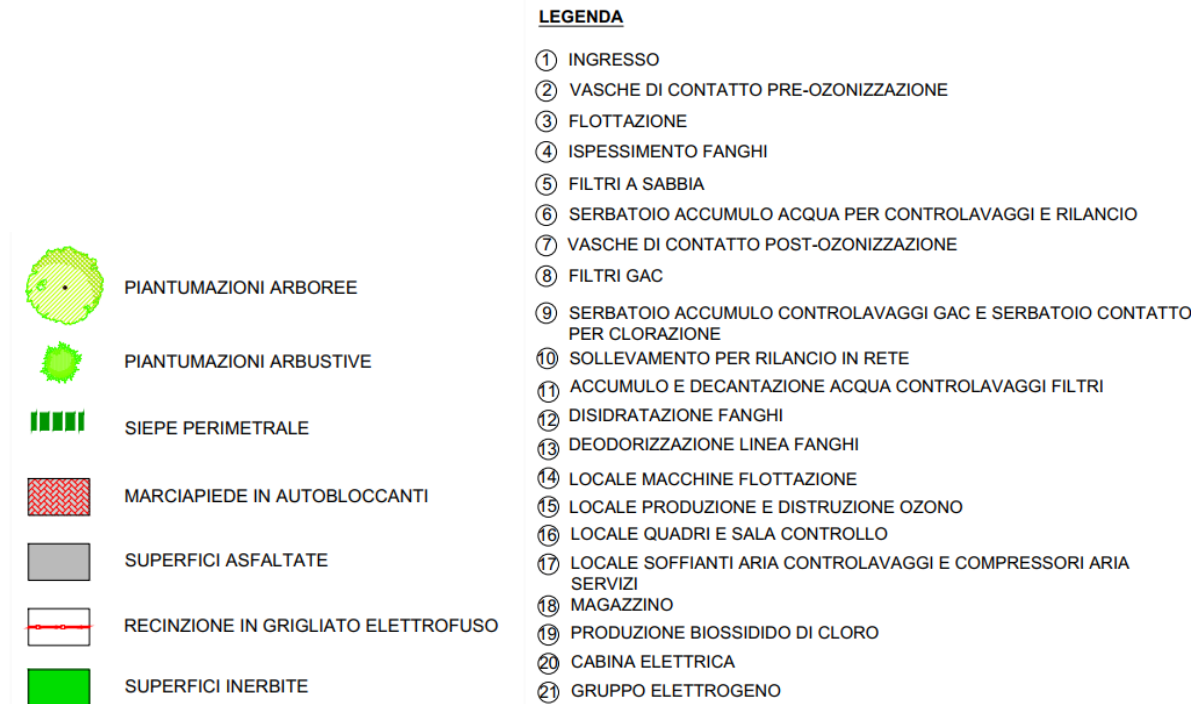 LEGENDA
1 INGRESSO
2 VASCHE DI CONTATTO PRE-OZONIZZAZIONE
3 FLOTTAZIONE
4 ISPESSIMENTO FANGHI
5 FILTRI A SABBIA
6 SERBATOIO ACCUMULO ACQUA PER CONTROLAVAGGI E RILANCIO
7 VASCHE DI CONTATTO POST-OZONIZZAZIONE
8 FILTRI GAC
9 SERBATOIO ACCUMULO CONTROLAVAGGI GAC E SERBATOIO CONTATTO
PER CLORAZIONE
10 SOLLEVAMENTO PER RILANCIO IN RETE
11 ACCUMULO E DECANTAZIONE ACQUA CONTROLAVAGGI FILTRI
12 DISIDRATAZIONE FANGHI
13 DEODORIZZAZIONE LINEA FANGHI
14 LOCALE MACCHINE FLOTTAZIONE
15 LOCALE PRODUZIONE E DISTRUZIONE OZONO
16 LOCALE QUADRI E SALA CONTROLLO
17 LOCALE SOFFIANTI ARIA CONTROLAVAGGI E COMPRESSORI ARIA
SERVIZI
18 MAGAZZINO
19 PRODUZIONE BIOSSIDIDO DI CLORO
20 CABINA ELETTRICA
21 GRUPPO ELETTROGENO
PIANTUMAZIONI ARBOREE
PIANTUMAZIONI ARBUSTIVE
SIEPE PERIMETRALE
MARCIAPIEDE IN AUTOBLOCCANTI
SUPERFICI ASFALTATE
RECINZIONE IN GRIGLIATO ELETTROFUSO
SUPERFICI INERBITE